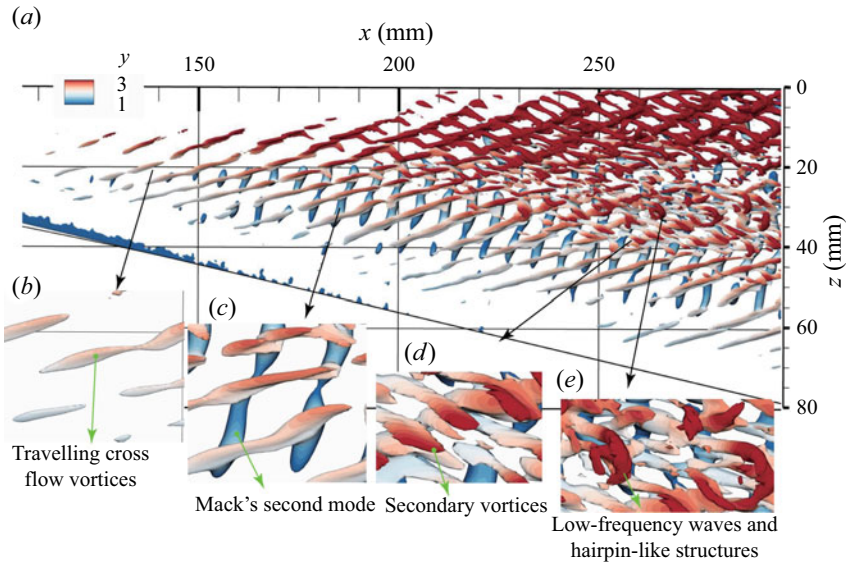 (a)
x (mm)
y
3
1
150
200
250
0
20
40
60
80
z (mm)
(b)
(c)
(d)
(e)
Travelling cross
flow vortices
Mack's second mode
Secondary vortices
Low-frequency waves and
hairpin-like structures